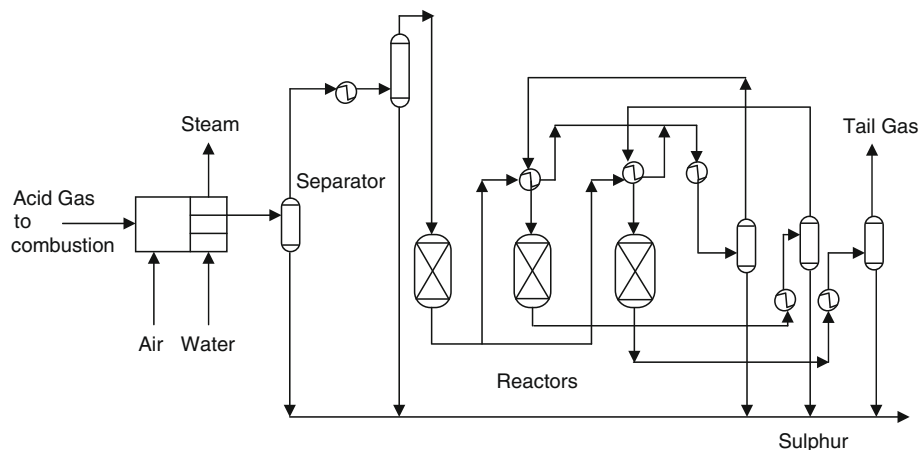 Steam
Tail Gas
Separator
Acid Gas
to
combustion
Air
Water
Reactors
Sulphur